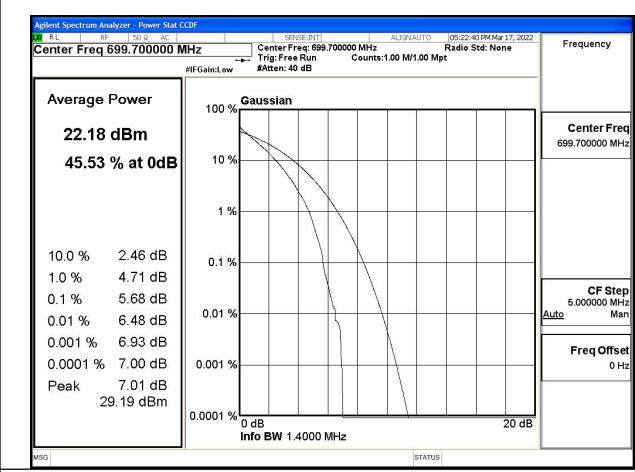 Agilent Spectrum Analyzer - Power Stat CCDF
LXI RL RF 50 Ω AC SENSE:INT ALIGN AUTO 05:22:40 PM Mar 17, 2022
Center Freq 699.700000 MHz
Center Freq: 699.700000 MHz Radio Std: None
Trig: Free Run Counts:1.00 M/1.00 Mpt
#IFGain:Low #Atten: 40 dB
Frequency
Average Power
22.18 dBm
45.53 % at 0dB
10.0 % 2.46 dB
1.0 % 4.71 dB
0.1 % 5.68 dB
0.01 % 6.48 dB
0.001 % 6.93 dB
0.0001 % 7.00 dB
Peak 7.01 dB
29.19 dBm
Gaussian
100 %
10 %
1 %
0.1 %
0.01 %
0.001 %
0.0001 %
0 dB 20 dB
Info BW 1.4000 MHz
Center Freq
699.700000 MHz
CF Step
5.000000 MHz
Auto Man
Freq Offset
0 Hz
MSG STATUS